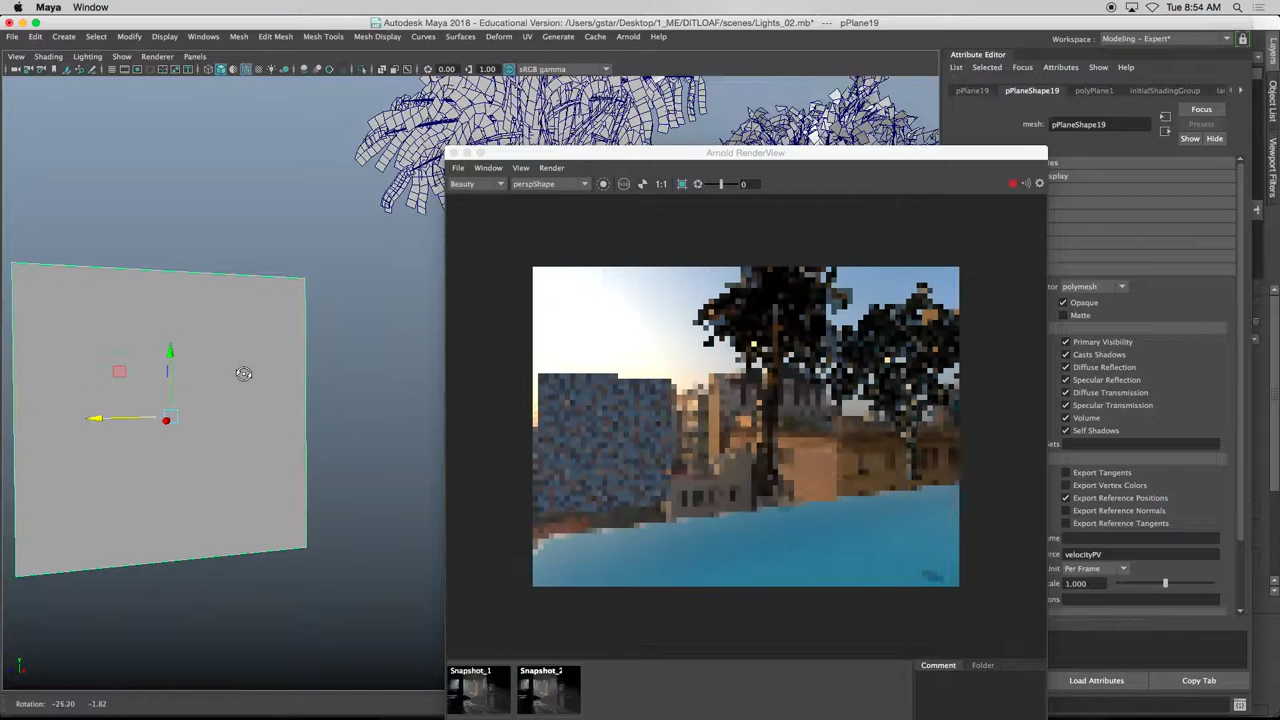 Maya Window
Tue 8:54 AM
Autodesk Maya 2018 - Educational Version: /Users/gstar/Desktop/1_ME/DITLOAF/scenes/Lights_02.mb* --- pPlane19
File Edit Create Select Modify Display Windows Mesh Edit Mesh Mesh Tools Mesh Display Curves Surfaces Deform UV Generate Cache Arnold Help
Workspace : Modeling - Expert*
View Shading Lighting Show Renderer Panels
Attribute Editor
List Selected Focus Attributes Show Help
0.00 1.00 sRGB gamma
pPlane19 pPlaneShape19 polyPlane1 initialShadingGroup
Focus
mesh: pPlaneShape19
Presets
Show Hide
Arnold RenderView
File Window View Render
Beauty perspShape 1:1 0
polymesh
Opaque
Matte
Primary Visibility
Casts Shadows
Diffuse Reflection
Specular Reflection
Diffuse Transmission
Specular Transmission
Volume
Self Shadows
Export Tangents
Export Vertex Colors
Export Reference Positions
Export Reference Normals
Export Reference Tangents
velocityPV
Per Frame
1.000
Snapshot_1 Snapshot_2
Comment Folder
Load Attributes Copy Tab
Rotation: -29.20 -1.82
Layers
Object List
Viewport Filters